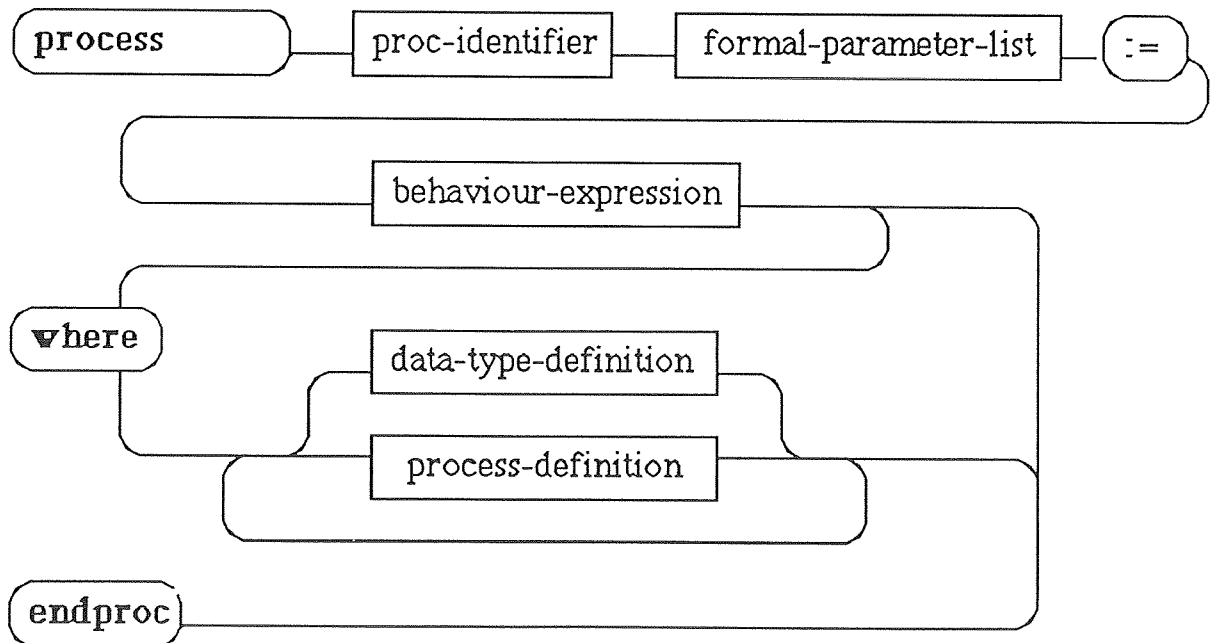 process proc-identifier formal-parameter-list :=
behaviour-expression
where
data-type-definition
process-definition
endproc